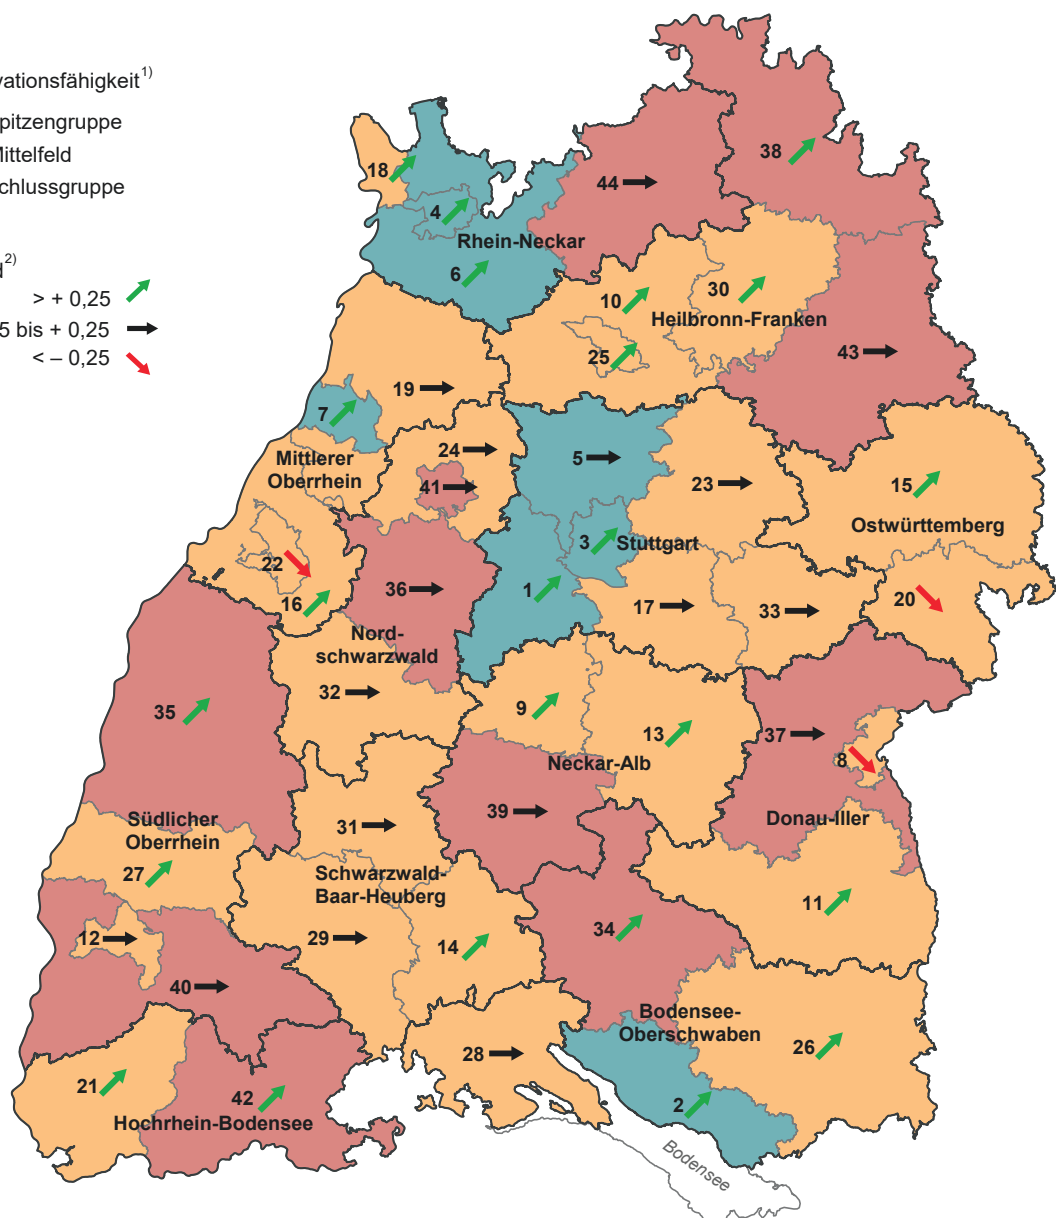 vationsfähigkeit1)
pitzengruppe
Mittelfeld
chlussgruppe
d2)
> + 0,25
5 bis + 0,25
< – 0,25
38
18
44
4
Rhein-Neckar
6
10
30
Heilbronn-Franken
25
43
19
7
24
5
Mittlerer
Oberrhein
41
23
15
Ostwürttemberg
3
Stuttgart
22
16
36
1
17
33
20
Nord-
schwarzwald
32
35
9
13
37
8
Neckar-Alb
39
Donau-Iller
Südlicher
Oberrhein
31
27
Schwarzwald-
Baar-Heuberg
11
12
29
14
34
40
Bodensee-
Oberschwaben
28
26
21
42
2
Hochrhein-Bodensee
Bodensee